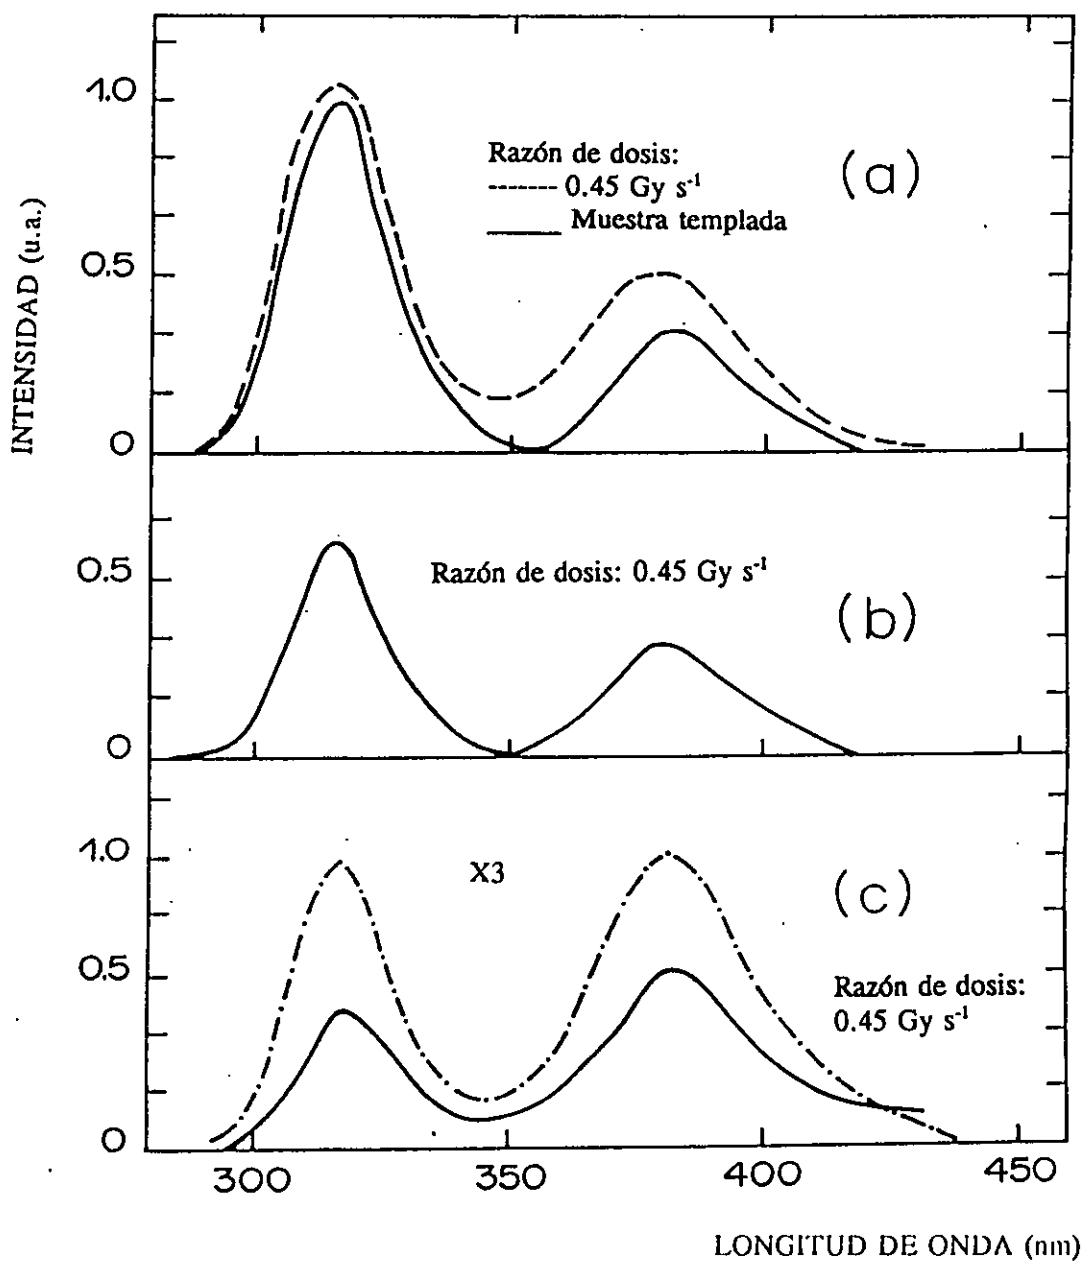 INTENSIDAD (u.a.)
1.0
0.5
0
Razón de dosis:
------- 0.45 Gy s-1
Muestra templada
(a)
0.5
0
Razón de dosis: 0.45 Gy s-1
(b)
1.0
0.5
0
X3
(c)
Razón de dosis:
0.45 Gy s-1
300 350 400 450
LONGITUD DE ONDA (nm)